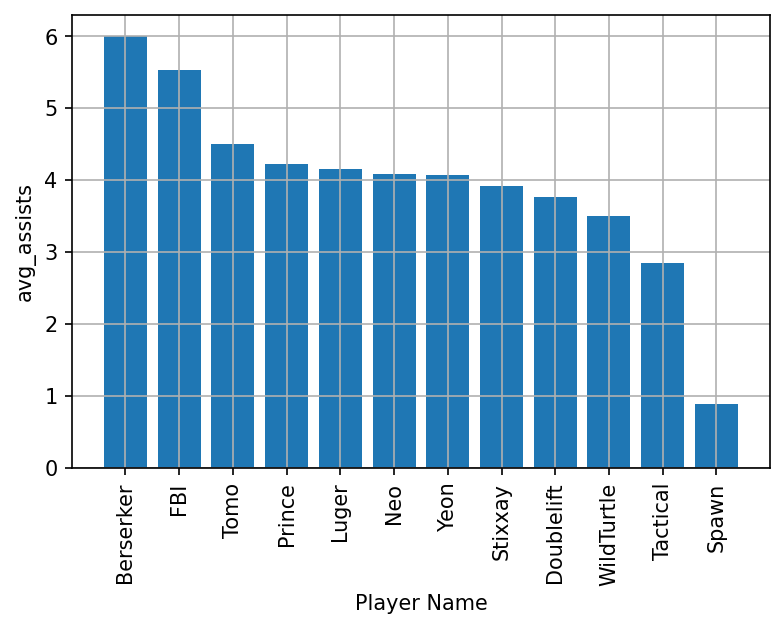 6
5
4
3
2
1
0
avg_assists
Berserker
FBI
Tomo
Prince
Luger
Neo
Yeon
Stixxay
Doublelift
WildTurtle
Tactical
Spawn
Player Name